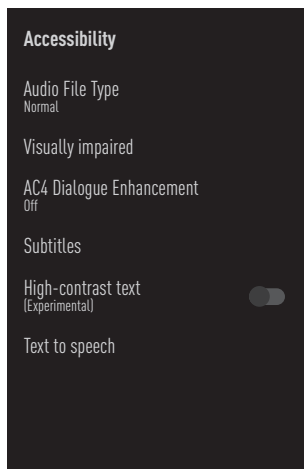 Accessibility
Audio File Type
Normal
Visually impaired
AC4 Dialogue Enhancement
Off
Subtitles
High-contrast text
(Experimental)
Text to speech